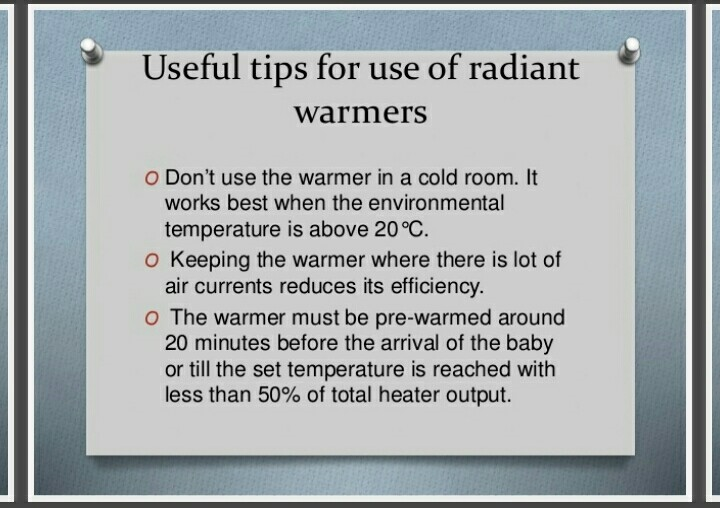 Useful tips for use of radiant
warmers
O Don't use the warmer in a cold room. It
works best when the environmental
temperature is above 20°C.
O Keeping the warmer where there is lot of
air currents reduces its efficiency.
O The warmer must be pre-warmed around
20 minutes before the arrival of the baby
or till the set temperature is reached with
less than 50% of total heater output.